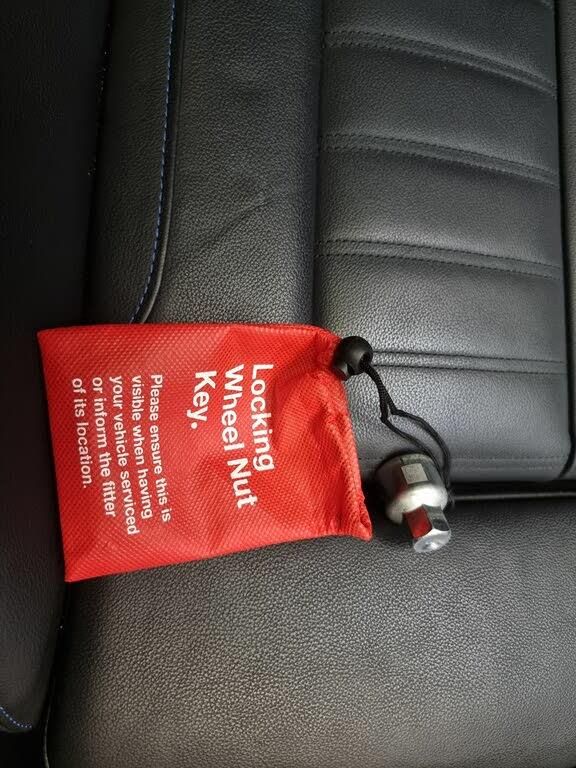 Locking
Wheel Nut
Key.
Please ensure this is
visible when having
your vehicle serviced
or inform the fitter
of its location.